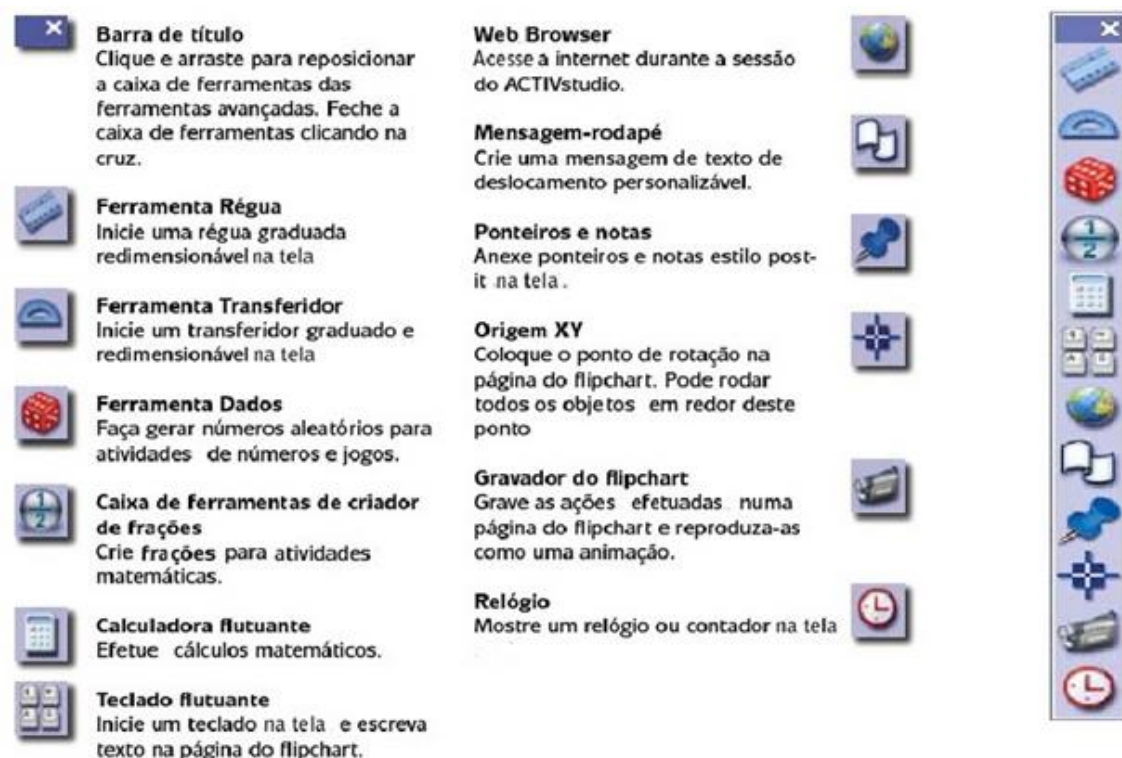 Barra de título
Clique e arraste para reposicionar
a caixa de ferramentas das
ferramentas avançadas. Feche a
caixa de ferramentas clicando na
cruz.
Ferramenta Régua
Inicie uma régua graduada
redimensionável na tela
Ferramenta Transferidor
Inicie um transferidor graduado e
redimensionável na tela
Ferramenta Dados
Faça gerar números aleatórios para
atividades de números e jogos.
1
2
Caixa de ferramentas de criador
de frações
Crie frações para atividades
matemáticas.
Calculadora flutuante
Efetue cálculos matemáticos.
Teclado flutuante
Inicie um teclado na tela e escreva
texto na página do flipchart.
Web Browser
Acesse a internet durante a sessão
do ACTIVstudio.
Mensagem-rodapé
Crie uma mensagem de texto de
deslocamento personalizável.
Ponteiros e notas
Anexe ponteiros e notas estilo post-
it na tela.
Origem XY
Coloque o ponto de rotação na
página do flipchart. Pode rodar
todos os objetos em redor deste
ponto
Gravador do flipchart
Grave as ações efetuadas numa
página do flipchart e reproduza-as
como uma animação.
Relógio
Mostre um relógio ou contador na tela
1
2